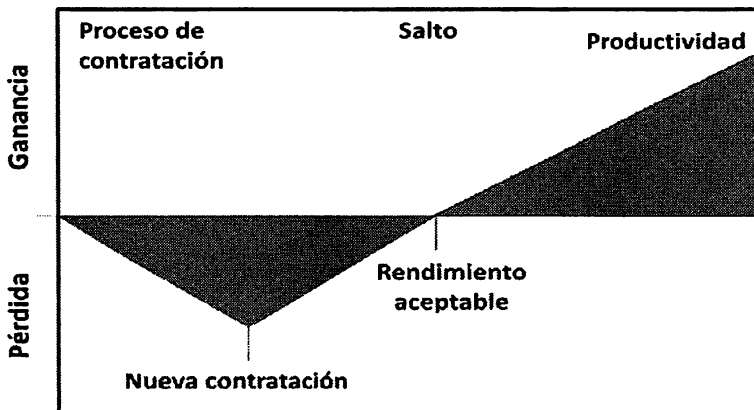 Proceso de
contratación
Salto
Productividad
Ganancia
Pérdida
Rendimiento
aceptable
Nueva contratación